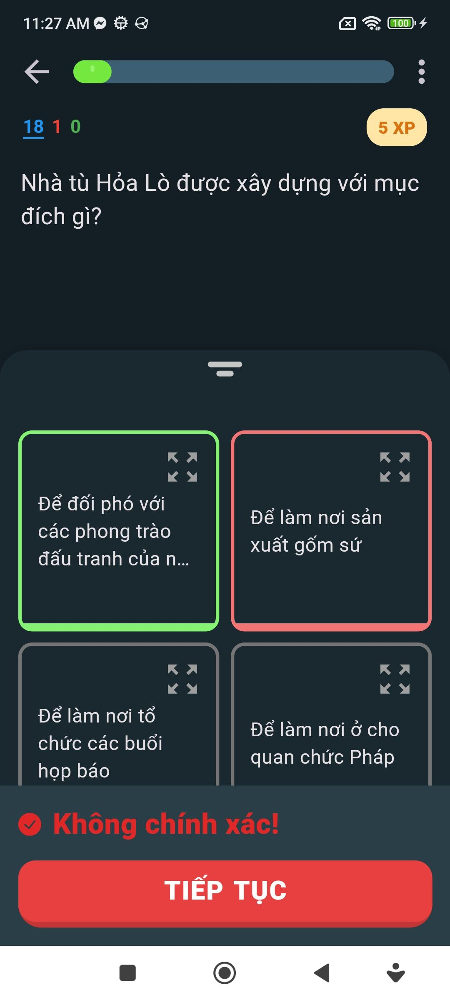 11:27 AM
100
18 1 0
5 XP
Nhà tù Hỏa Lò được xây dựng với mục
đích gì?
Để đối phó với
các phong trào
đấu tranh của n...
Để làm nơi sản
xuất gốm sứ
Để làm nơi tổ
chức các buổi
họp báo
Để làm nơi ở cho
quan chức Pháp
Không chính xác!
TIẾP TỤC